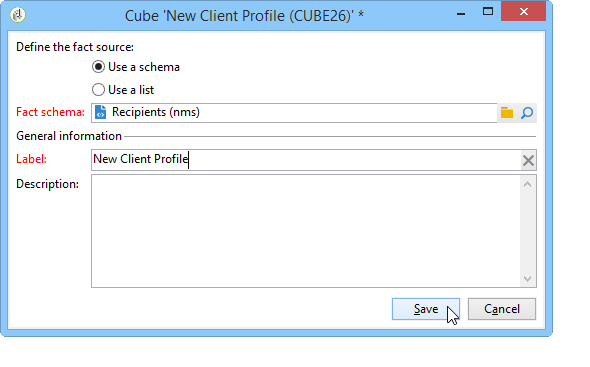 Cube 'New Client Profile (CUBE26)' *
Define the fact source:
Use a schema
Use a list
Fact schema: Recipients (nms)
General information
Label: New Client Profile
Description:
Save Cancel